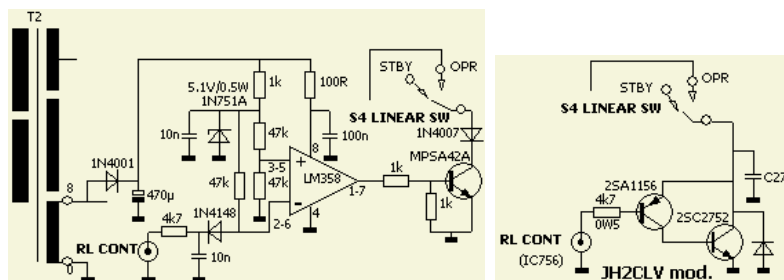 T2
5.1V/0.5W
1N751A
1k
100R
STBY
OPR
S4 LINEAR SW
1N4007
10n
47k
100n
8
MPSA42A
1N4001
3-5
+
LM358
1-7
1k
8
470µ
47k
47k
-
2-6
4
1k
4k7
1N4148
RL CONT
10n
0
STBY
OPR
S4 LINEAR SW
C27
2SA1156
4k7
0W5
2SC2752
RL CONT
(IC756)
JH2CLV mod.